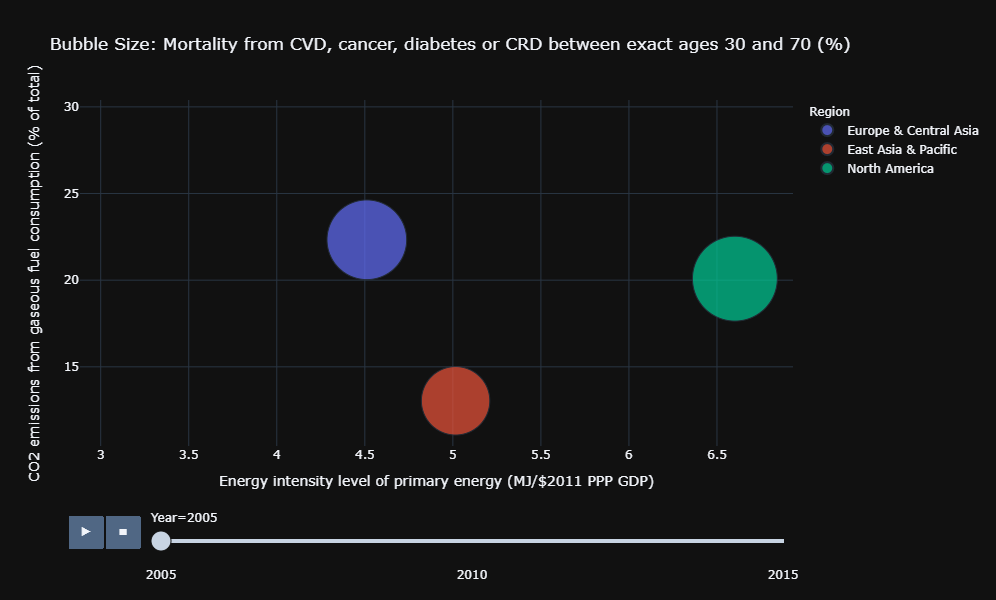 Bubble Size: Mortality from CVD, cancer, diabetes or CRD between exact ages 30 and 70 (%)
CO2 emissions from gaseous fuel consumption (% of total)
30
25
20
15
3
3.5
4
4.5
5
5.5
6
6.5
Energy intensity level of primary energy (MJ/$2011 PPP GDP)
Region
Europe & Central Asia
East Asia & Pacific
North America
Year=2005
2005
2010
2015